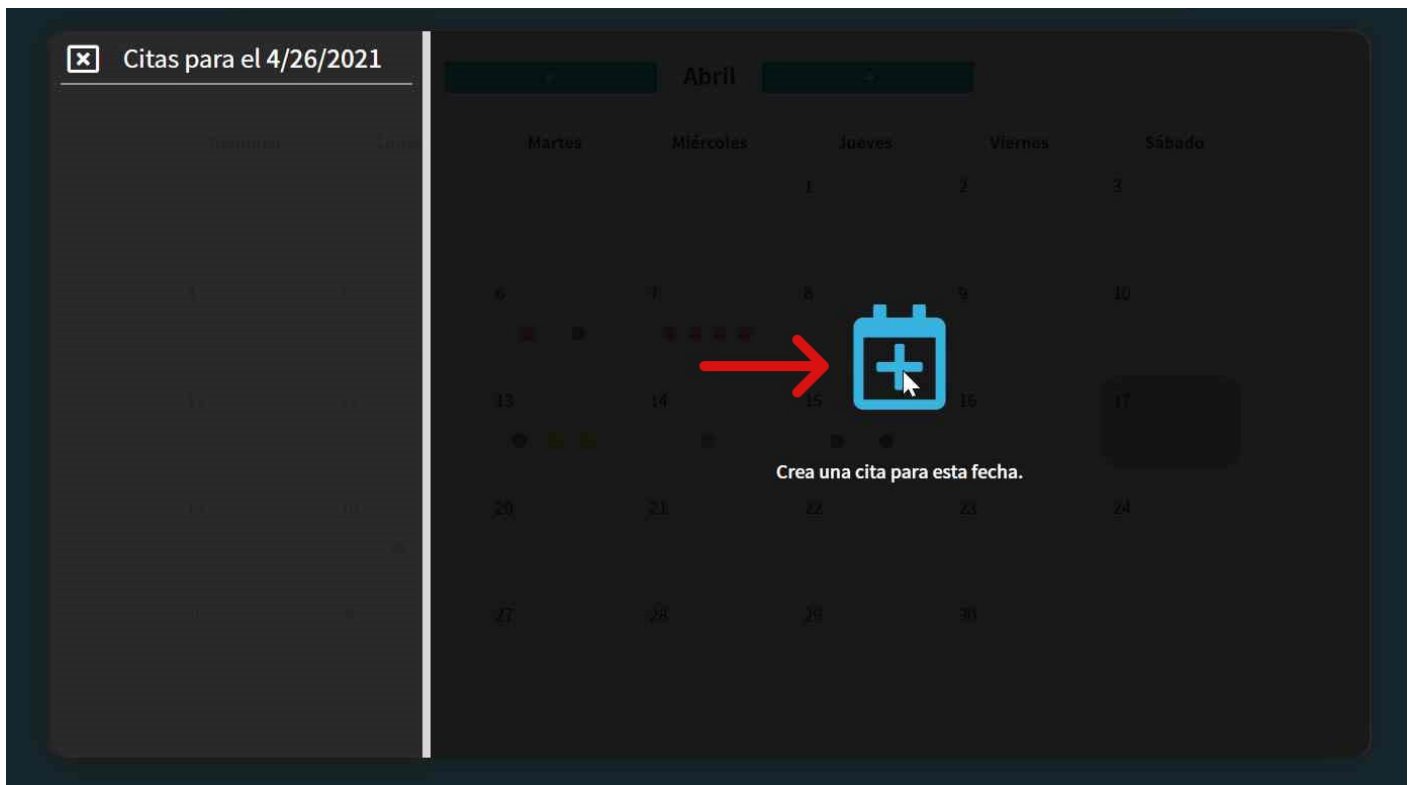 Citas para el 4/26/2021
Abril
Martes Miércoles Jueves Viernes Sábado
1 2 3
6 7 8 9 10
13 14 15 16 17
Crea una cita para esta fecha.
20 21 22 23 24
27 28 29 30